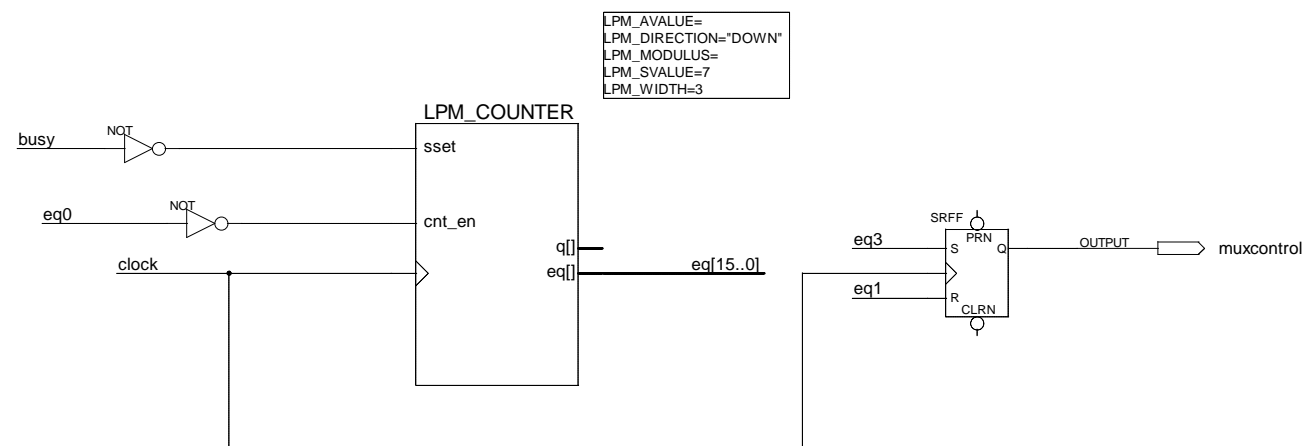 LPM_AVALUE=
LPM_DIRECTION="DOWN"
LPM_MODULUS=
LPM_SVALUE=7
LPM_WIDTH=3
LPM_COUNTER
busy
NOT
sset
eq0
NOT
cnt_en
q[]
clock
eq[]
eq[15..0]
SRFF
PRN
eq3
S
Q
OUTPUT
muxcontrol
eq1
R
CLRN